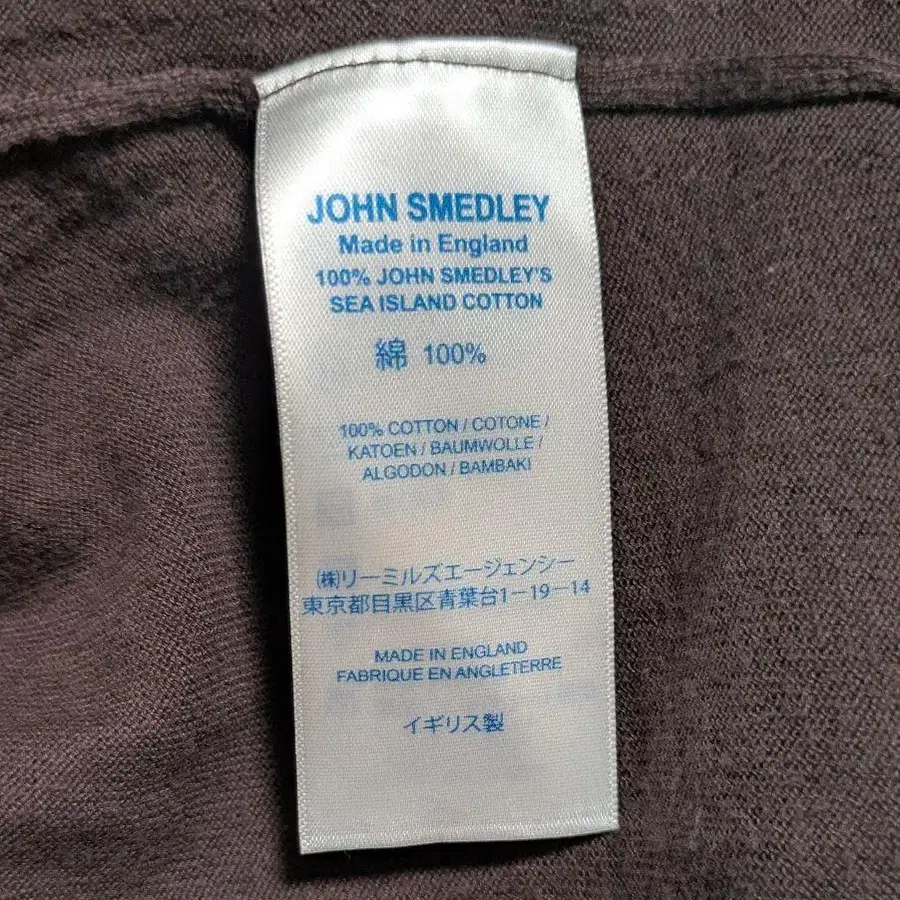 JOHN SMEDLEY
Made in England
100% JOHN SMEDLEY'S
SEA ISLAND COTTON
綿 100%
100% COTTON / COTONE /
KATOEN / BAUMWOLLE /
ALGODON / BAMBAKI
㈱リーミルズエージェンシー
東京都目黒区青葉台1-19-14
MADE IN ENGLAND
FABRIQUE EN ANGLETERRE
イギリス製